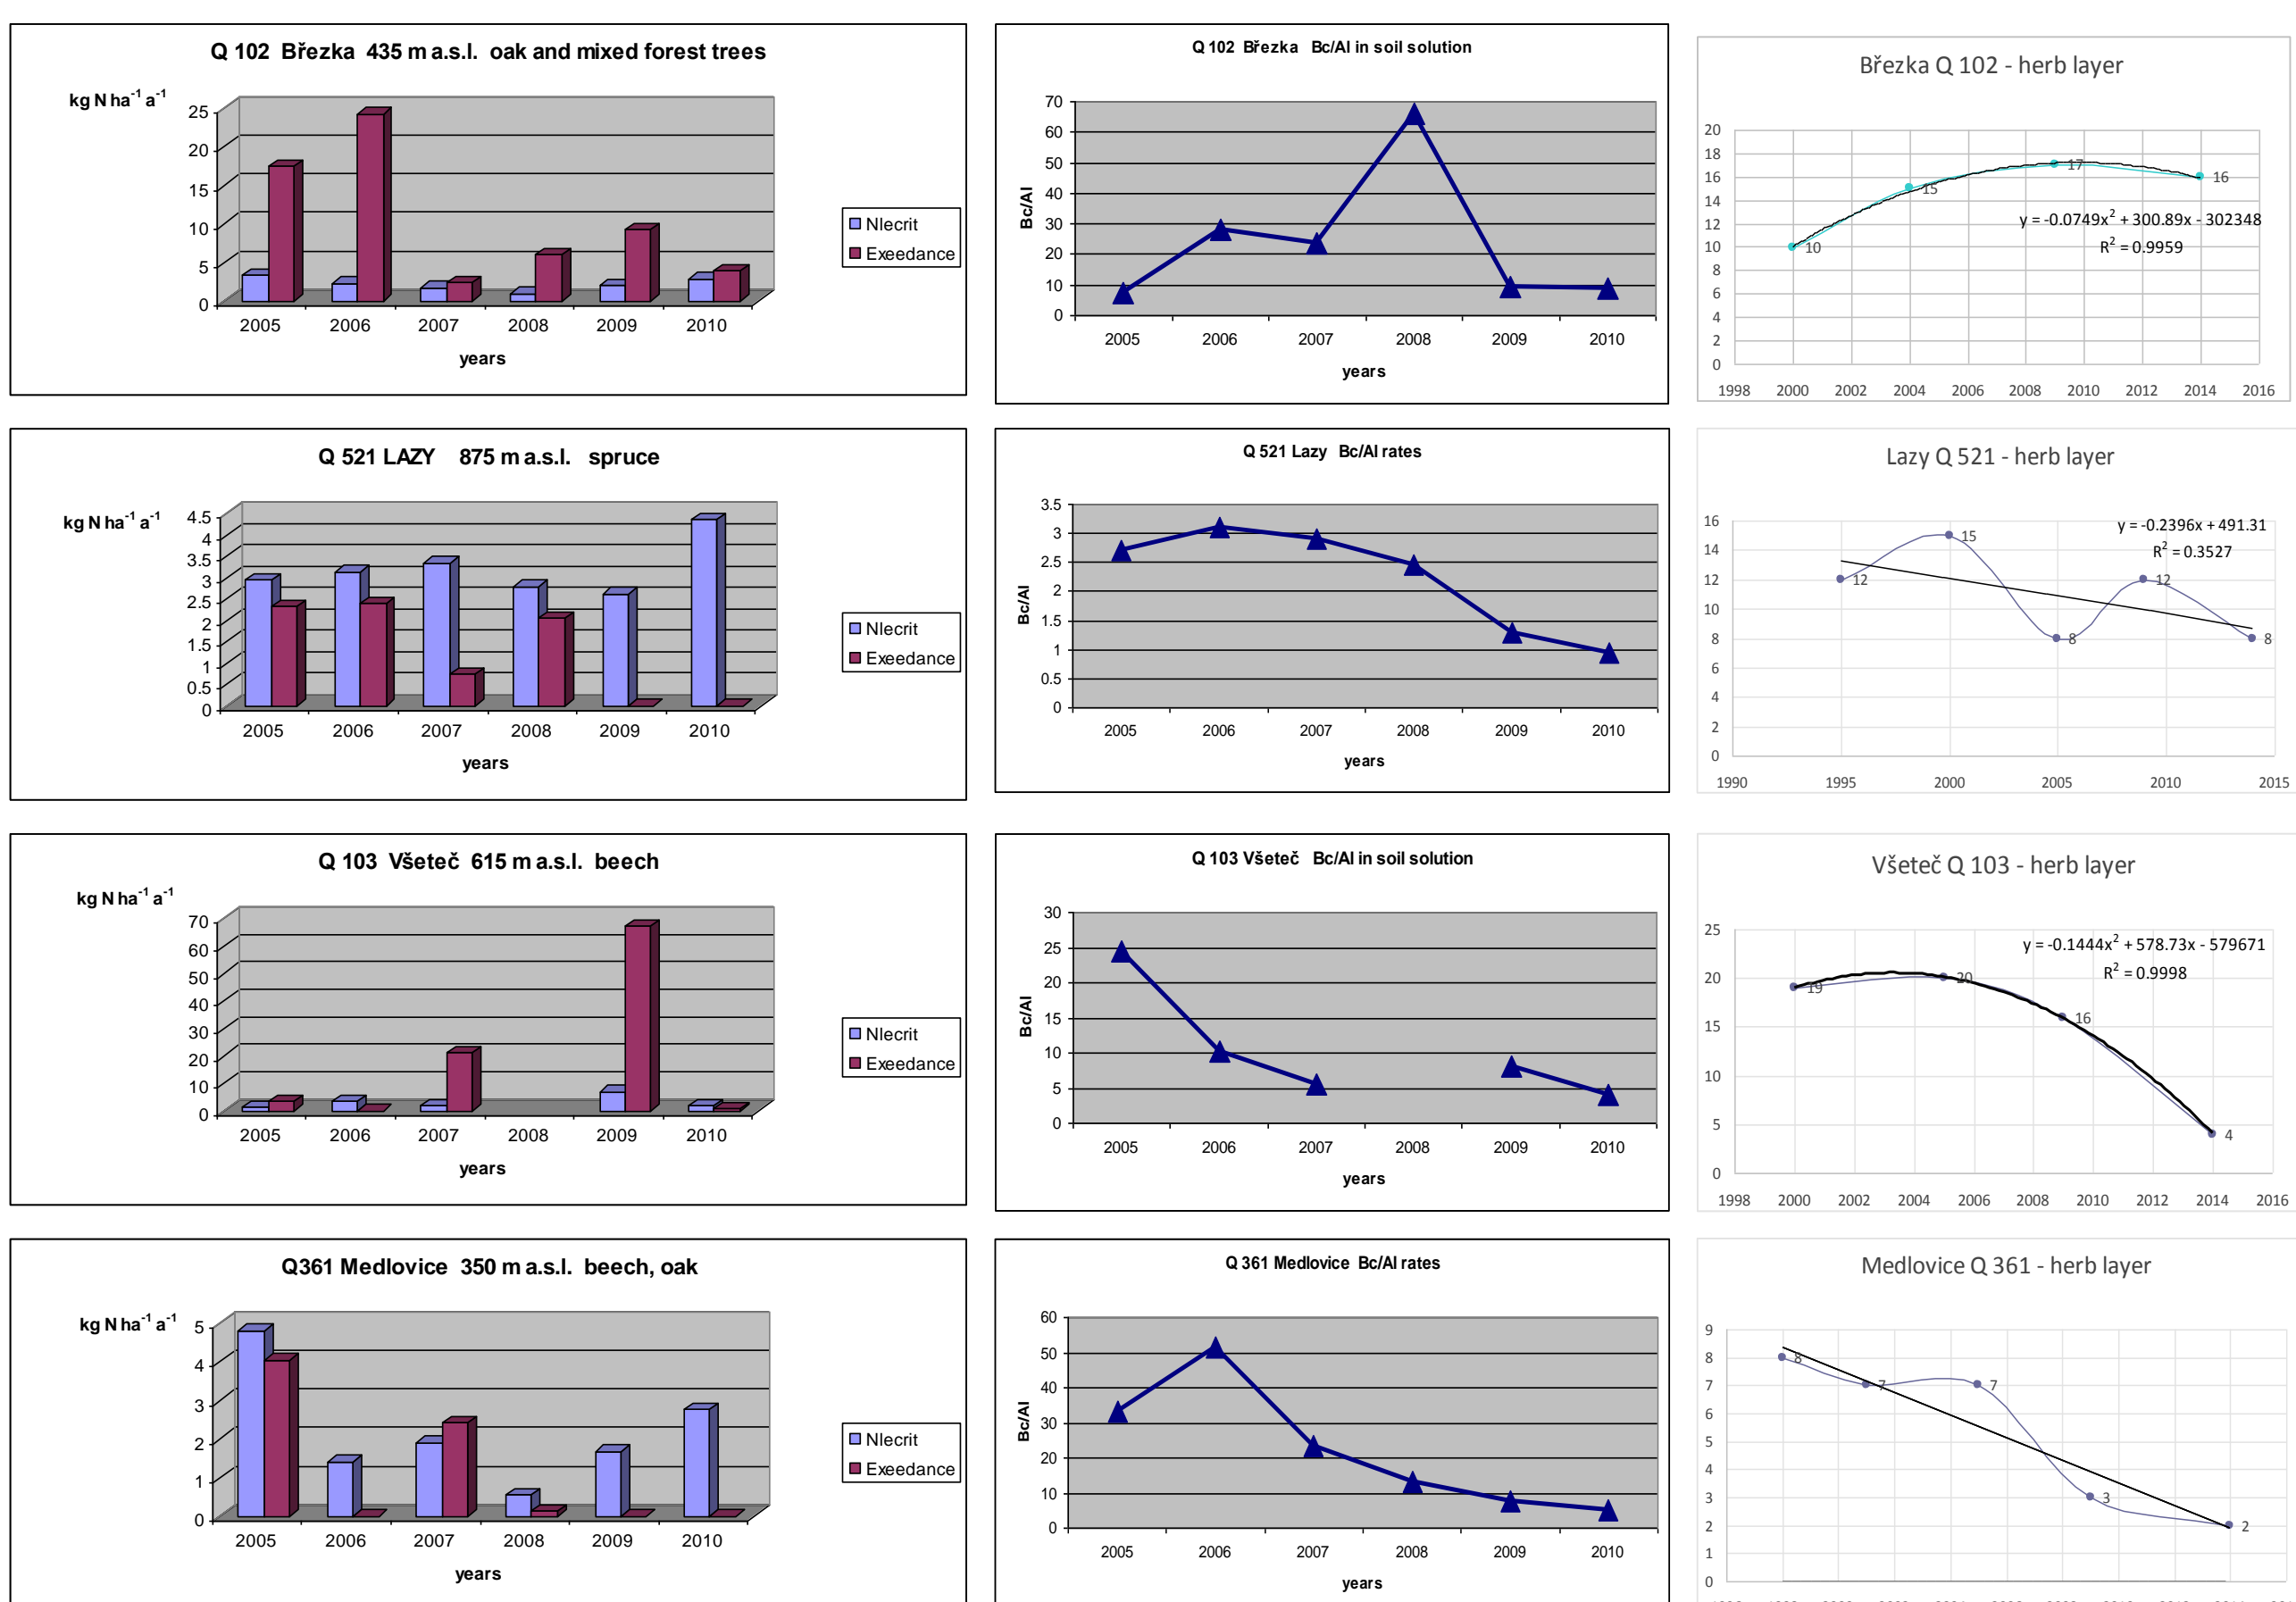 Q 102 Březka 435 m a.s.l. oak and mixed forest trees
kg N ha⁻¹ a⁻¹
25
20
15
10
5
0
2005 2006 2007 2008 2009 2010
years
Nlecrit
Exeedance
Q 102 Březka Bc/Al in soil solution
Bc/Al
70
60
50
40
30
20
10
0
2005 2006 2007 2008 2009 2010
years
Březka Q 102 - herb layer
20
18
16
14
12
10
8
6
4
2
0
10
15
17
16
y = -0.0749x² + 300.89x - 302348
R² = 0.9959
1998 2000 2002 2004 2006 2008 2010 2012 2014 2016
Q 521 LAZY 875 m a.s.l. spruce
kg N ha⁻¹ a⁻¹
4.5
4
3.5
3
2.5
2
1.5
1
0.5
0
2005 2006 2007 2008 2009 2010
years
Nlecrit
Exeedance
Q 521 Lazy Bc/Al rates
Bc/Al
3.5
3
2.5
2
1.5
1
0.5
0
2005 2006 2007 2008 2009 2010
years
Lazy Q 521 - herb layer
16
14
12
10
8
6
4
2
0
12
15
8
12
8
y = -0.2396x + 491.31
R² = 0.3527
1990 1995 2000 2005 2010 2015
Q 103 Všeteč 615 m a.s.l. beech
kg N ha⁻¹ a⁻¹
70
60
50
40
30
20
10
0
2005 2006 2007 2008 2009 2010
years
Nlecrit
Exeedance
Q 103 Všeteč Bc/Al in soil solution
Bc/Al
30
25
20
15
10
5
0
2005 2006 2007 2008 2009 2010
years
Všeteč Q 103 - herb layer
25
20
15
10
5
0
19
20
16
4
y = -0.1444x² + 578.73x - 579671
R² = 0.9998
1998 2000 2002 2004 2006 2008 2010 2012 2014 2016
Q361 Medlovice 350 m a.s.l. beech, oak
kg N ha⁻¹ a⁻¹
5
4
3
2
1
0
2005 2006 2007 2008 2009 2010
years
Nlecrit
Exeedance
Q 361 Medlovice Bc/Al rates
Bc/Al
60
50
40
30
20
10
0
2005 2006 2007 2008 2009 2010
years
Medlovice Q 361 - herb layer
9
8
7
6
5
4
3
2
1
0
8
7
7
3
2